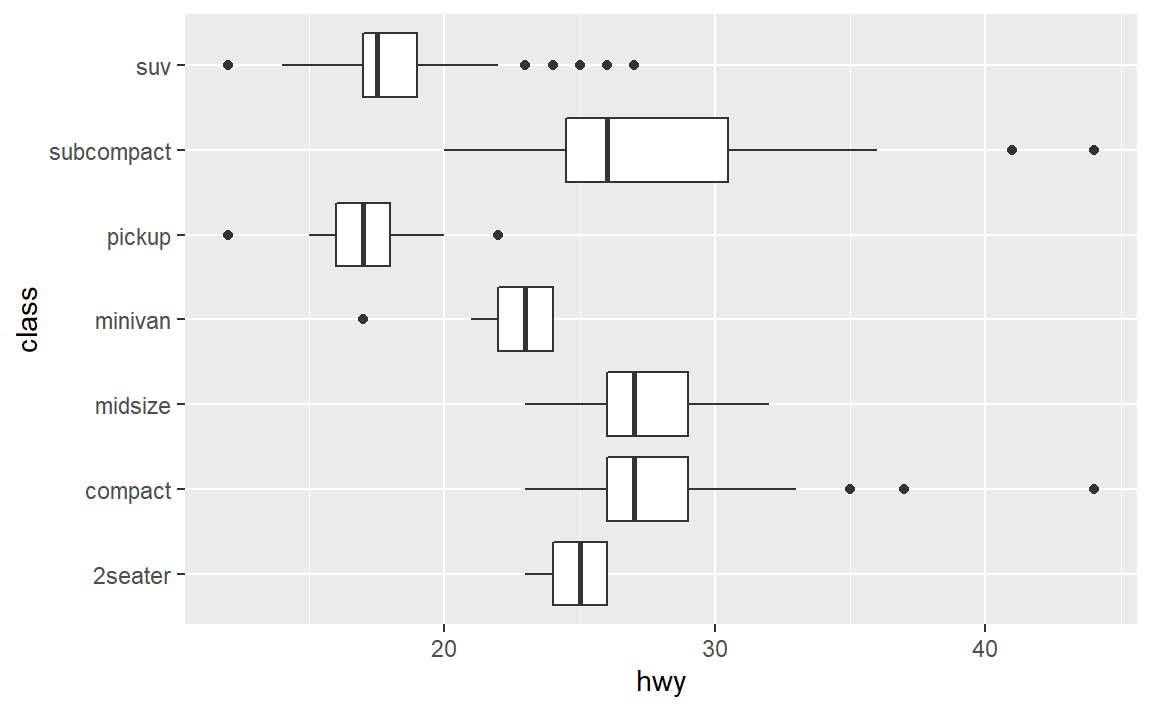 suv
subcompact
pickup
minivan
midsize
compact
2seater
class
20 30 40
hwy